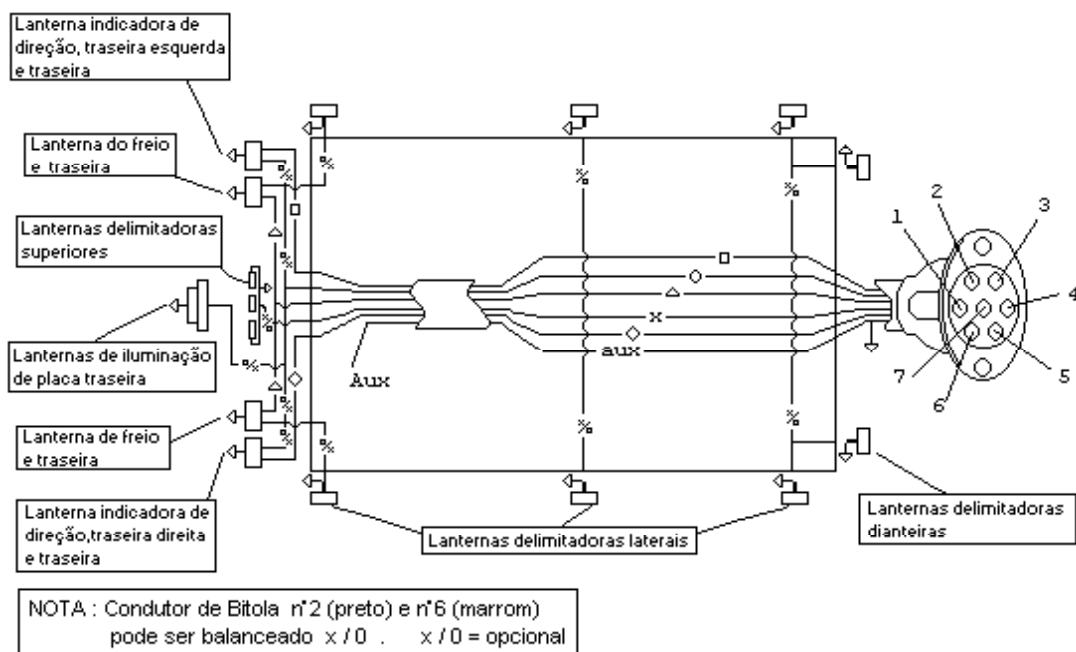 Lanterna indicadora de
direção, traseira esquerda
e traseira
Lanterna do freio
e traseira
Lanternas delimitadoras
superiores
Lanternas de iluminação
de placa traseira
Lanterna de freio
e traseira
Lanterna indicadora de
direção,traseira direita
e traseira
Aux
x
aux
1
2
3
4
5
6
7
Lanternas delimitadoras laterais
Lanternas delimitadoras
dianteiras
NOTA : Condutor de Bitola n°2 (preto) e n°6 (marrom)
pode ser balanceado x / 0 . x / 0 = opcional